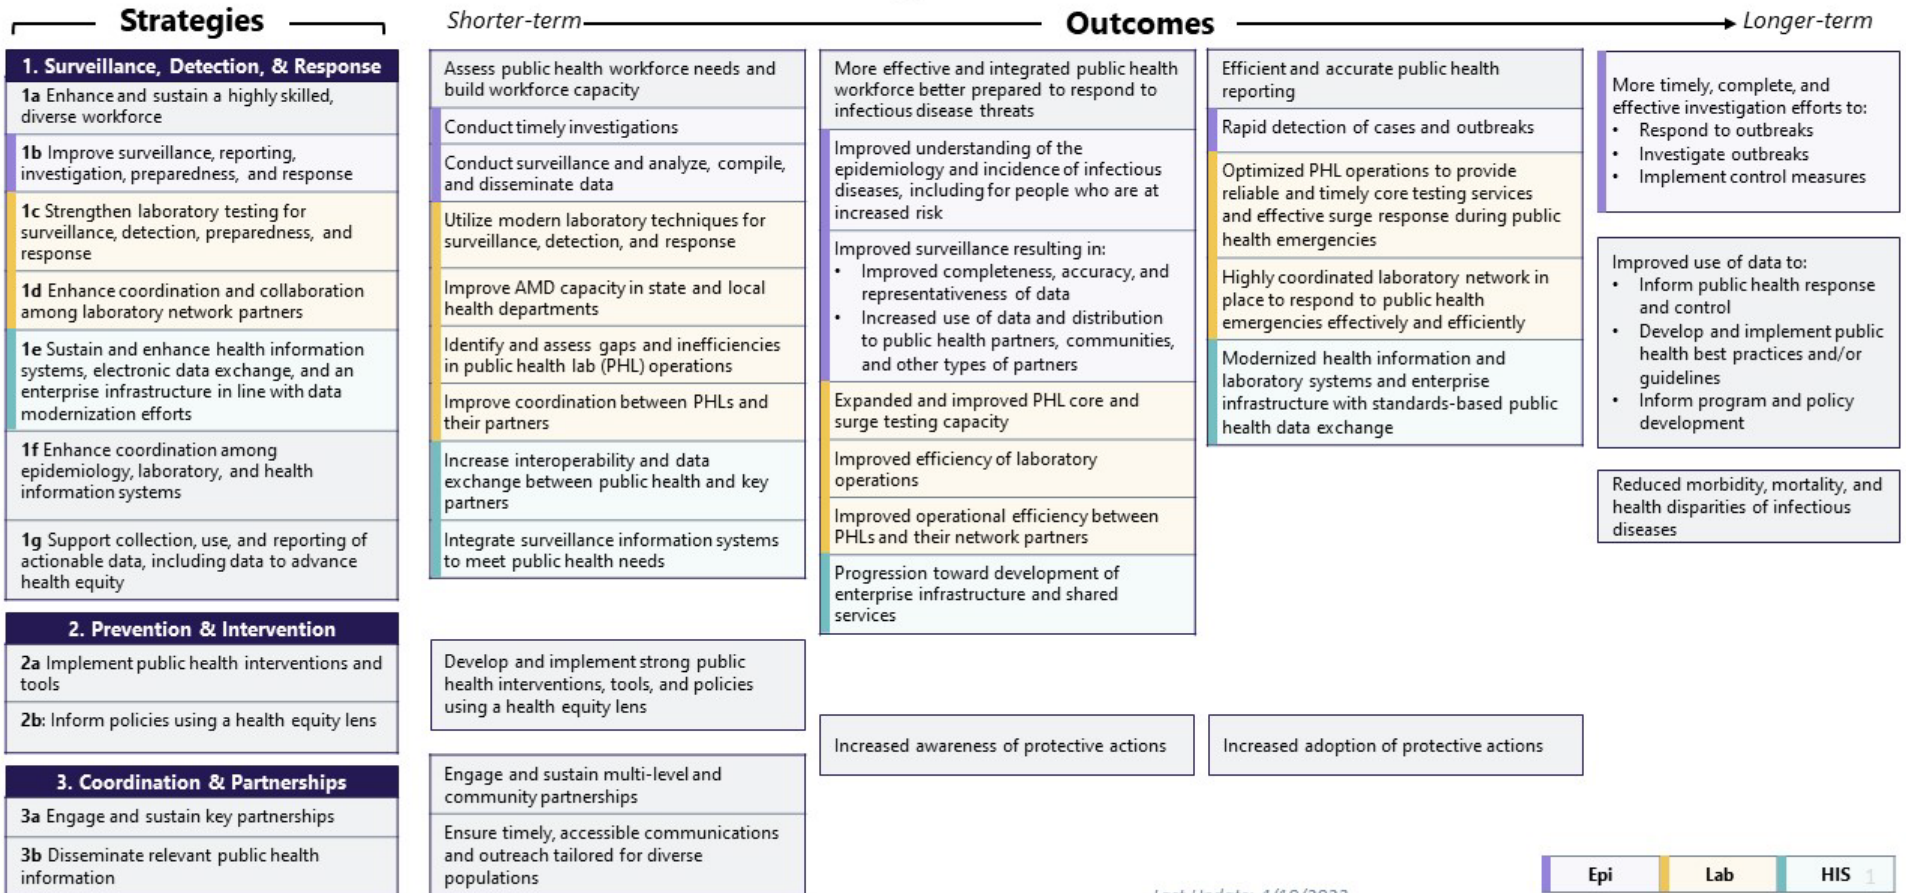 Strategies
Shorter-term
Outcomes
Longer-term
1. Surveillance, Detection, & Response
1a Enhance and sustain a highly skilled,
diverse workforce
1b Improve surveillance, reporting,
investigation, preparedness, and response
1c Strengthen laboratory testing for
surveillance, detection, preparedness, and
response
1d Enhance coordination and collaboration
among laboratory network partners
1e Sustain and enhance health information
systems, electronic data exchange, and an
enterprise infrastructure in line with data
modernization efforts
1f Enhance coordination among
epidemiology, laboratory, and health
information systems
1g Support collection, use, and reporting of
actionable data, including data to advance
health equity
2. Prevention & Intervention
2a Implement public health interventions and
tools
2b: Inform policies using a health equity lens
3. Coordination & Partnerships
3a Engage and sustain key partnerships
3b Disseminate relevant public health
information
Assess public health workforce needs and
build workforce capacity
Conduct timely investigations
Conduct surveillance and analyze, compile,
and disseminate data
Utilize modern laboratory techniques for
surveillance, detection, and response
Improve AMD capacity in state and local
health departments
Identify and assess gaps and inefficiencies
in public health lab (PHL) operations
Improve coordination between PHLs and
their partners
Increase interoperability and data
exchange between public health and key
partners
Integrate surveillance information systems
to meet public health needs
Develop and implement strong public
health interventions, tools, and policies
using a health equity lens
Engage and sustain multi-level and
community partnerships
Ensure timely, accessible communications
and outreach tailored for diverse
populations
More effective and integrated public health
workforce better prepared to respond to
infectious disease threats
Improved understanding of the
epidemiology and incidence of infectious
diseases, including for people who are at
increased risk
Improved surveillance resulting in:
• Improved completeness, accuracy, and
representativeness of data
• Increased use of data and distribution
to public health partners, communities,
and other types of partners
Expanded and improved PHL core and
surge testing capacity
Improved efficiency of laboratory
operations
Improved operational efficiency between
PHLs and their network partners
Progression toward development of
enterprise infrastructure and shared
services
Increased awareness of protective actions
Efficient and accurate public health
reporting
Rapid detection of cases and outbreaks
Optimized PHL operations to provide
reliable and timely core testing services
and effective surge response during public
health emergencies
Highly coordinated laboratory network in
place to respond to public health
emergencies effectively and efficiently
Modernized health information and
laboratory systems and enterprise
infrastructure with standards-based public
health data exchange
Increased adoption of protective actions
More timely, complete, and
effective investigation efforts to:
• Respond to outbreaks
• Investigate outbreaks
• Implement control measures
Improved use of data to:
• Inform public health response
and control
• Develop and implement public
health best practices and/or
guidelines
• Inform program and policy
development
Reduced morbidity, mortality, and
health disparities of infectious
diseases
Epi
Lab
HIS
1